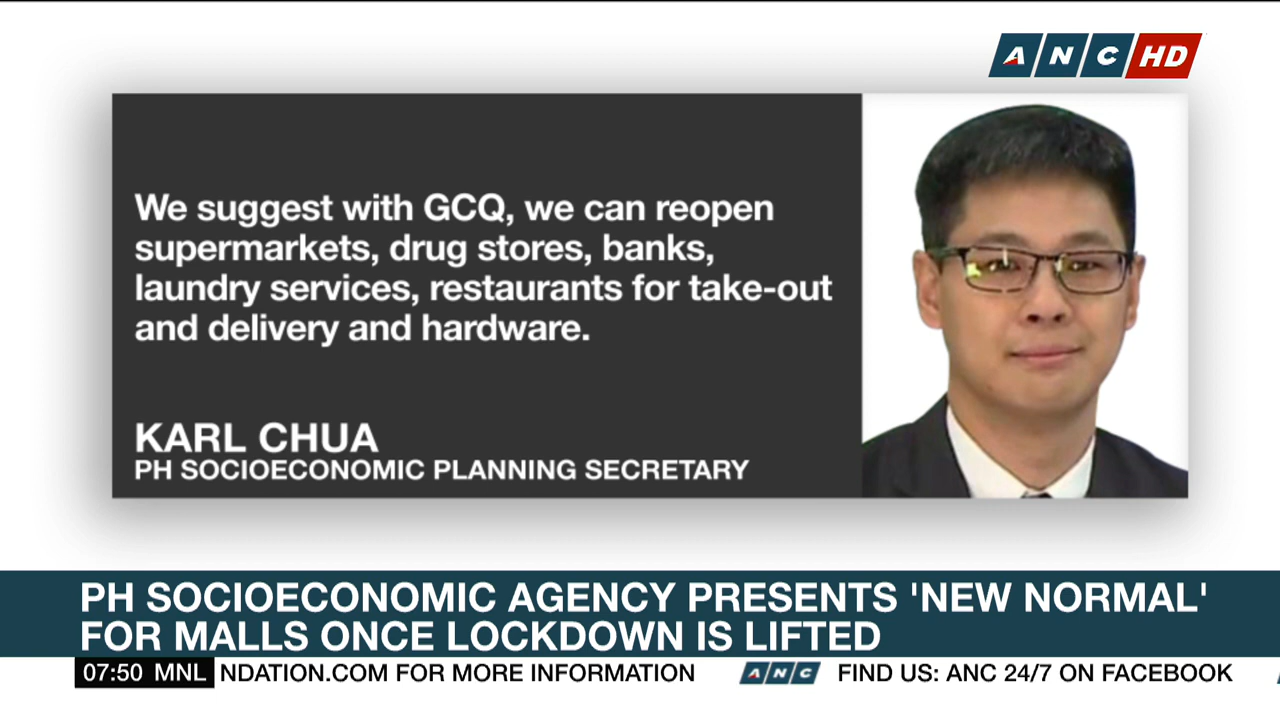 ANC HD
We suggest with GCQ, we can reopen
supermarkets, drug stores, banks,
laundry services, restaurants for take-out
and delivery and hardware.
KARL CHUA
PH SOCIOECONOMIC PLANNING SECRETARY
PH SOCIOECONOMIC AGENCY PRESENTS 'NEW NORMAL'
FOR MALLS ONCE LOCKDOWN IS LIFTED
07:50 MNL NDATION.COM FOR MORE INFORMATION ANC FIND US: ANC 24/7 ON FACEBOOK